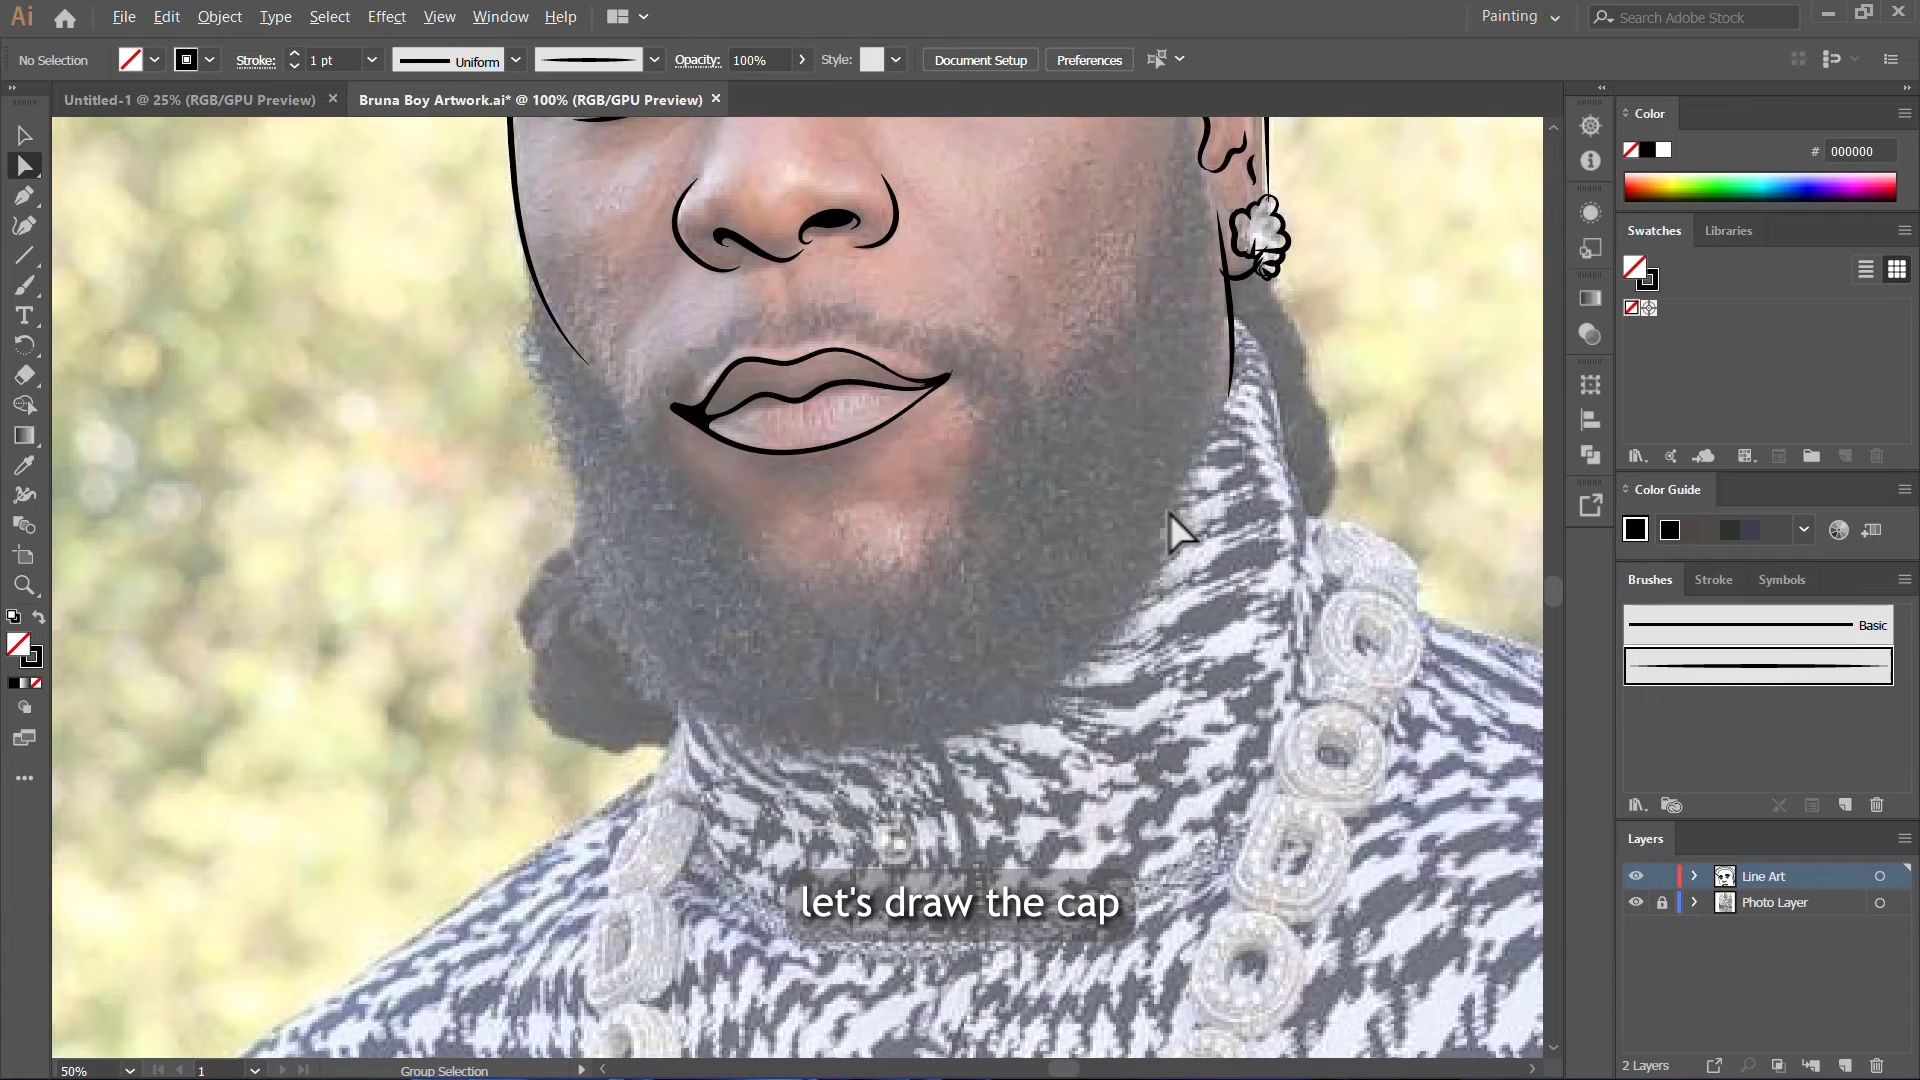 Ai
File Edit Object Type Select Effect View Window Help
Painting
Search Adobe Stock
No Selection
Stroke:
1 pt
Uniform
Opacity:
100%
Style:
Document Setup
Preferences
Untitled-1 @ 25% (RGB/GPU Preview)
Bruna Boy Artwork.ai* @ 100% (RGB/GPU Preview)
Color
# 000000
Swatches
Libraries
Color Guide
Brushes
Stroke
Symbols
Basic
Layers
Line Art
Photo Layer
let's draw the cap
50%
1
Group Selection
2 Layers